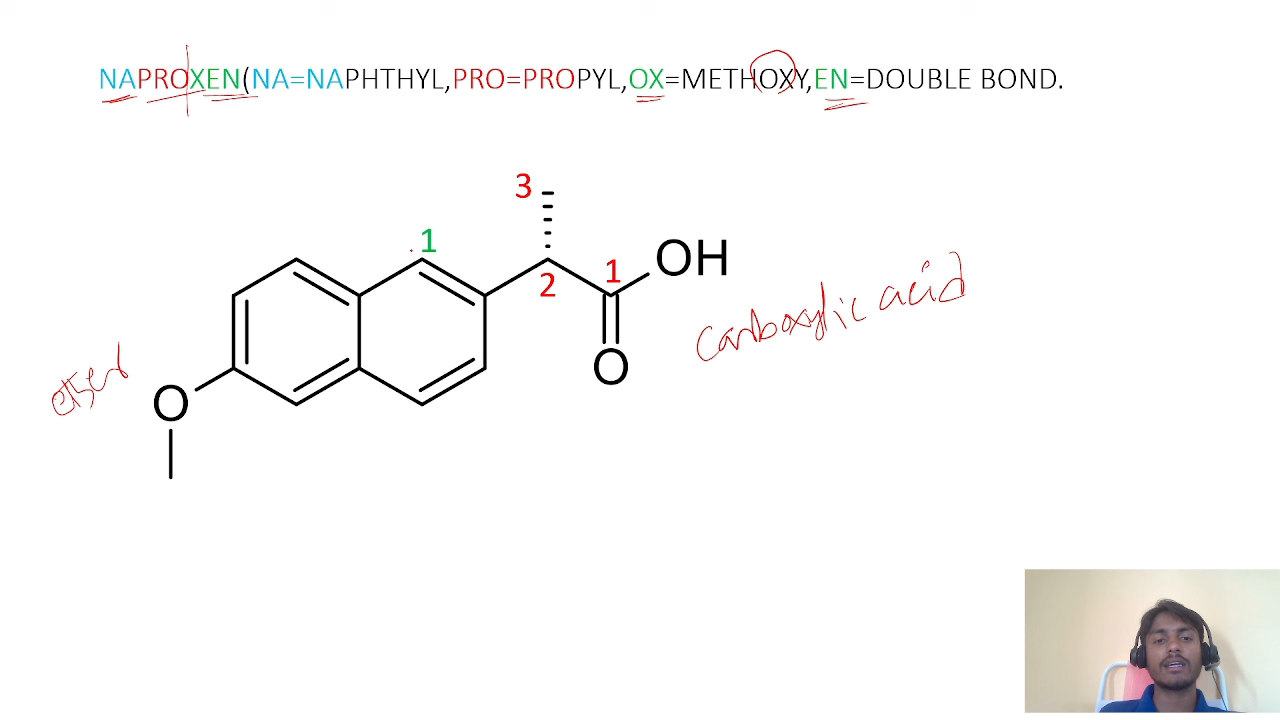 NAPROXEN(NA=NAPHTHYL,PRO=PROPYL,OX=METHOXY,EN=DOUBLE BOND.
3
1
OH
1
2
carboxylic acid
O
ether
O